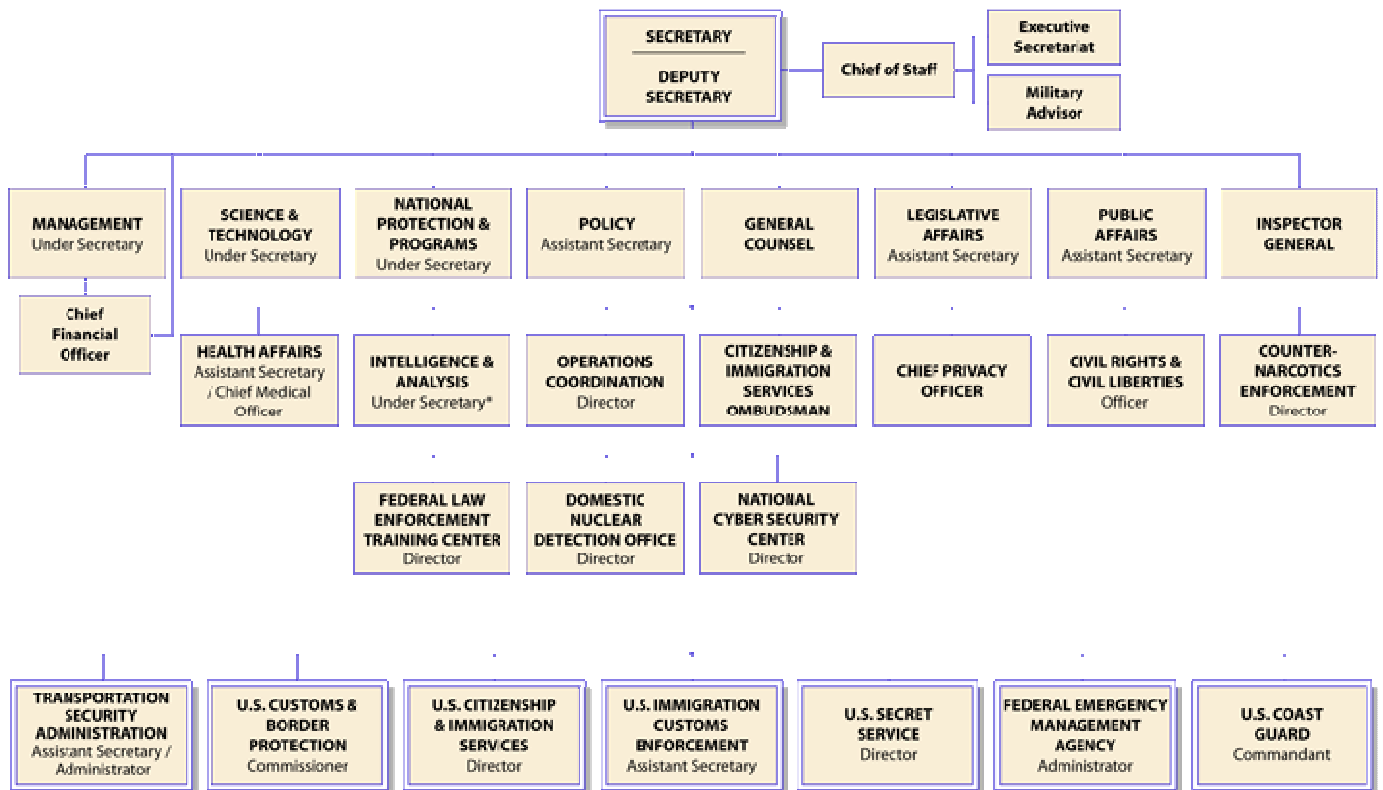 SECRETARY
DEPUTY
SECRETARY
Chief of Staff
Executive
Secretariat
Military
Advisor
MANAGEMENT
Under Secretary
SCIENCE &
TECHNOLOGY
Under Secretary
NATIONAL
PROTECTION &
PROGRAMS
Under Secretary
POLICY
Assistant Secretary
GENERAL
COUNSEL
LEGISLATIVE
AFFAIRS
Assistant Secretary
PUBLIC
AFFAIRS
Assistant Secretary
INSPECTOR
GENERAL
Chief
Financial
Officer
HEALTH AFFAIRS
Assistant Secretary
/ Chief Medical
Officer
INTELLIGENCE &
ANALYSIS
Under Secretary*
OPERATIONS
COORDINATION
Director
CITIZENSHIP &
IMMIGRATION
SERVICES
OMBUDSMAN
CHIEF PRIVACY
OFFICER
CIVIL RIGHTS &
CIVIL LIBERTIES
Officer
COUNTER-
NARCOTICS
ENFORCEMENT
Director
FEDERAL LAW
ENFORCEMENT
TRAINING CENTER
Director
DOMESTIC
NUCLEAR
DETECTION OFFICE
Director
NATIONAL
CYBER SECURITY
CENTER
Director
TRANSPORTATION
SECURITY
ADMINISTRATION
Assistant Secretary /
Administrator
U.S. CUSTOMS &
BORDER
PROTECTION
Commissioner
U.S. CITIZENSHIP
& IMMIGRATION
SERVICES
Director
U.S. IMMIGRATION
CUSTOMS
ENFORCEMENT
Assistant Secretary
U.S. SECRET
SERVICE
Director
FEDERAL EMERGENCY
MANAGEMENT
AGENCY
Administrator
U.S. COAST
GUARD
Commandant